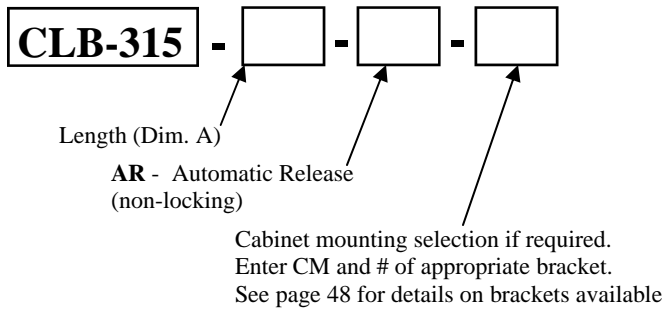 CLB-315 - - -
Length (Dim. A)
AR - Automatic Release
(non-locking)
Cabinet mounting selection if required.
Enter CM and # of appropriate bracket.
See page 48 for details on brackets available